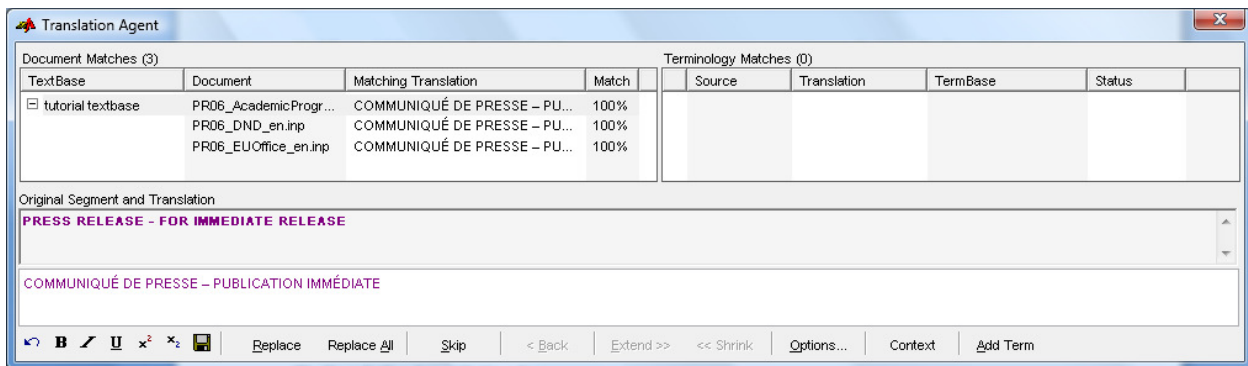 Translation Agent
Document Matches (3) Terminology Matches (0)
TextBase Document Matching Translation Match Source Translation TermBase Status
tutorial textbase PR06_AcademicProgr... COMMUNIQUÉ DE PRESSE – PU... 100%
PR06_DND_en.inp COMMUNIQUÉ DE PRESSE – PU... 100%
PR06_EUOffice_en.inp COMMUNIQUÉ DE PRESSE – PU... 100%
Original Segment and Translation
PRESS RELEASE - FOR IMMEDIATE RELEASE
COMMUNIQUÉ DE PRESSE – PUBLICATION IMMÉDIATE
B I U x² x₂ Replace Replace All Skip < Back Extend >> << Shrink Options... Context Add Term